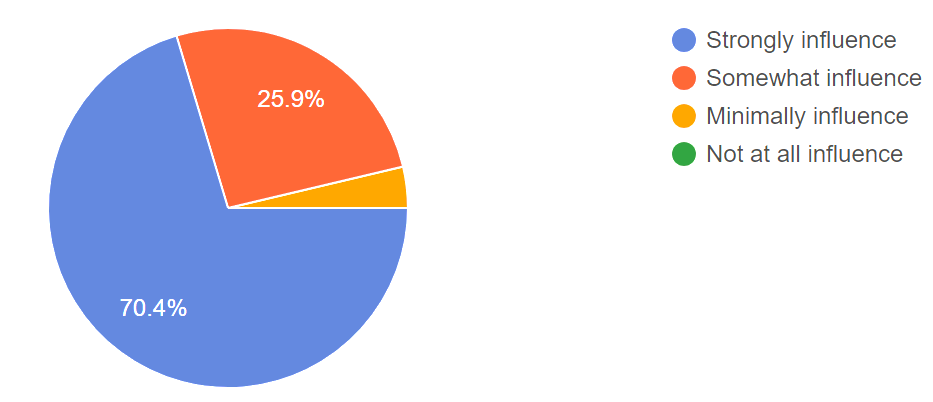 25.9%
70.4%
Strongly influence
Somewhat influence
Minimally influence
Not at all influence